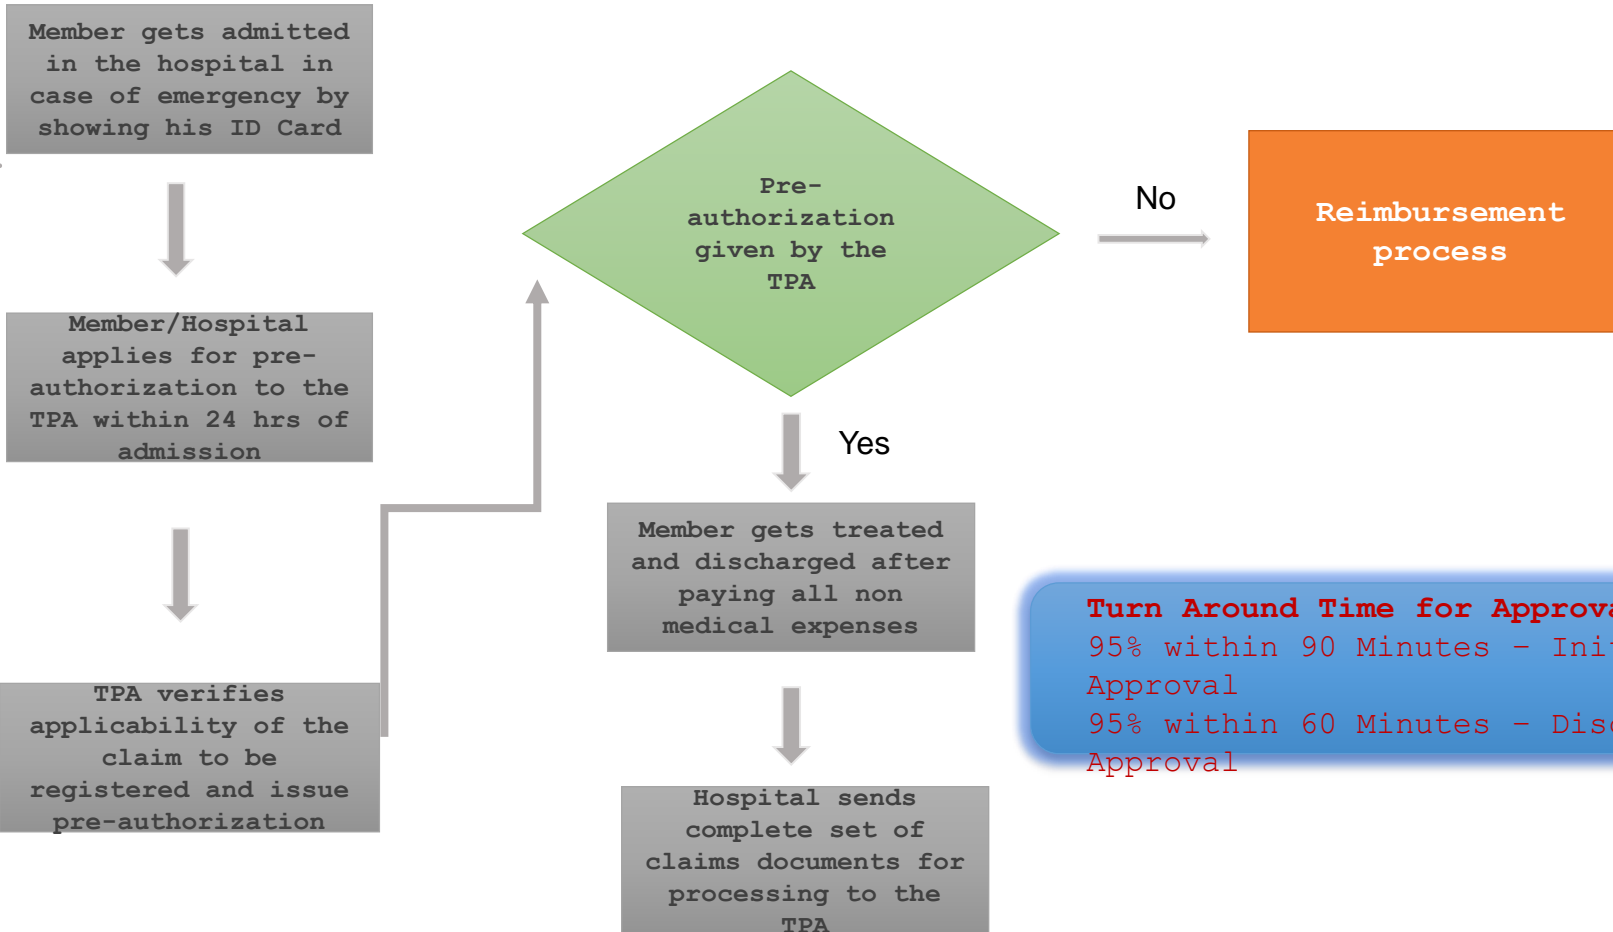 Member gets admitted
in the hospital in
case of emergency by
showing his ID Card
Member/Hospital
applies for pre-
authorization to the
TPA within 24 hrs of
admission
TPA verifies
applicability of the
claim to be
registered and issue
pre-authorization
Pre-
authorization
given by the
TPA
No
Reimbursement
process
Yes
Member gets treated
and discharged after
paying all non
medical expenses
Hospital sends
complete set of
claims documents for
processing to the
TPA
Turn Around Time for
95% within 90 Minutes –
Approval
95% within 60 Minutes –
Approval